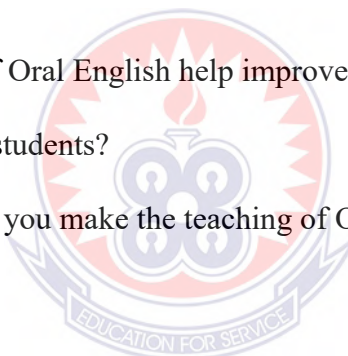 f Oral English help improve
students?
you make the teaching of O
EDUCATION FOR SERVICE